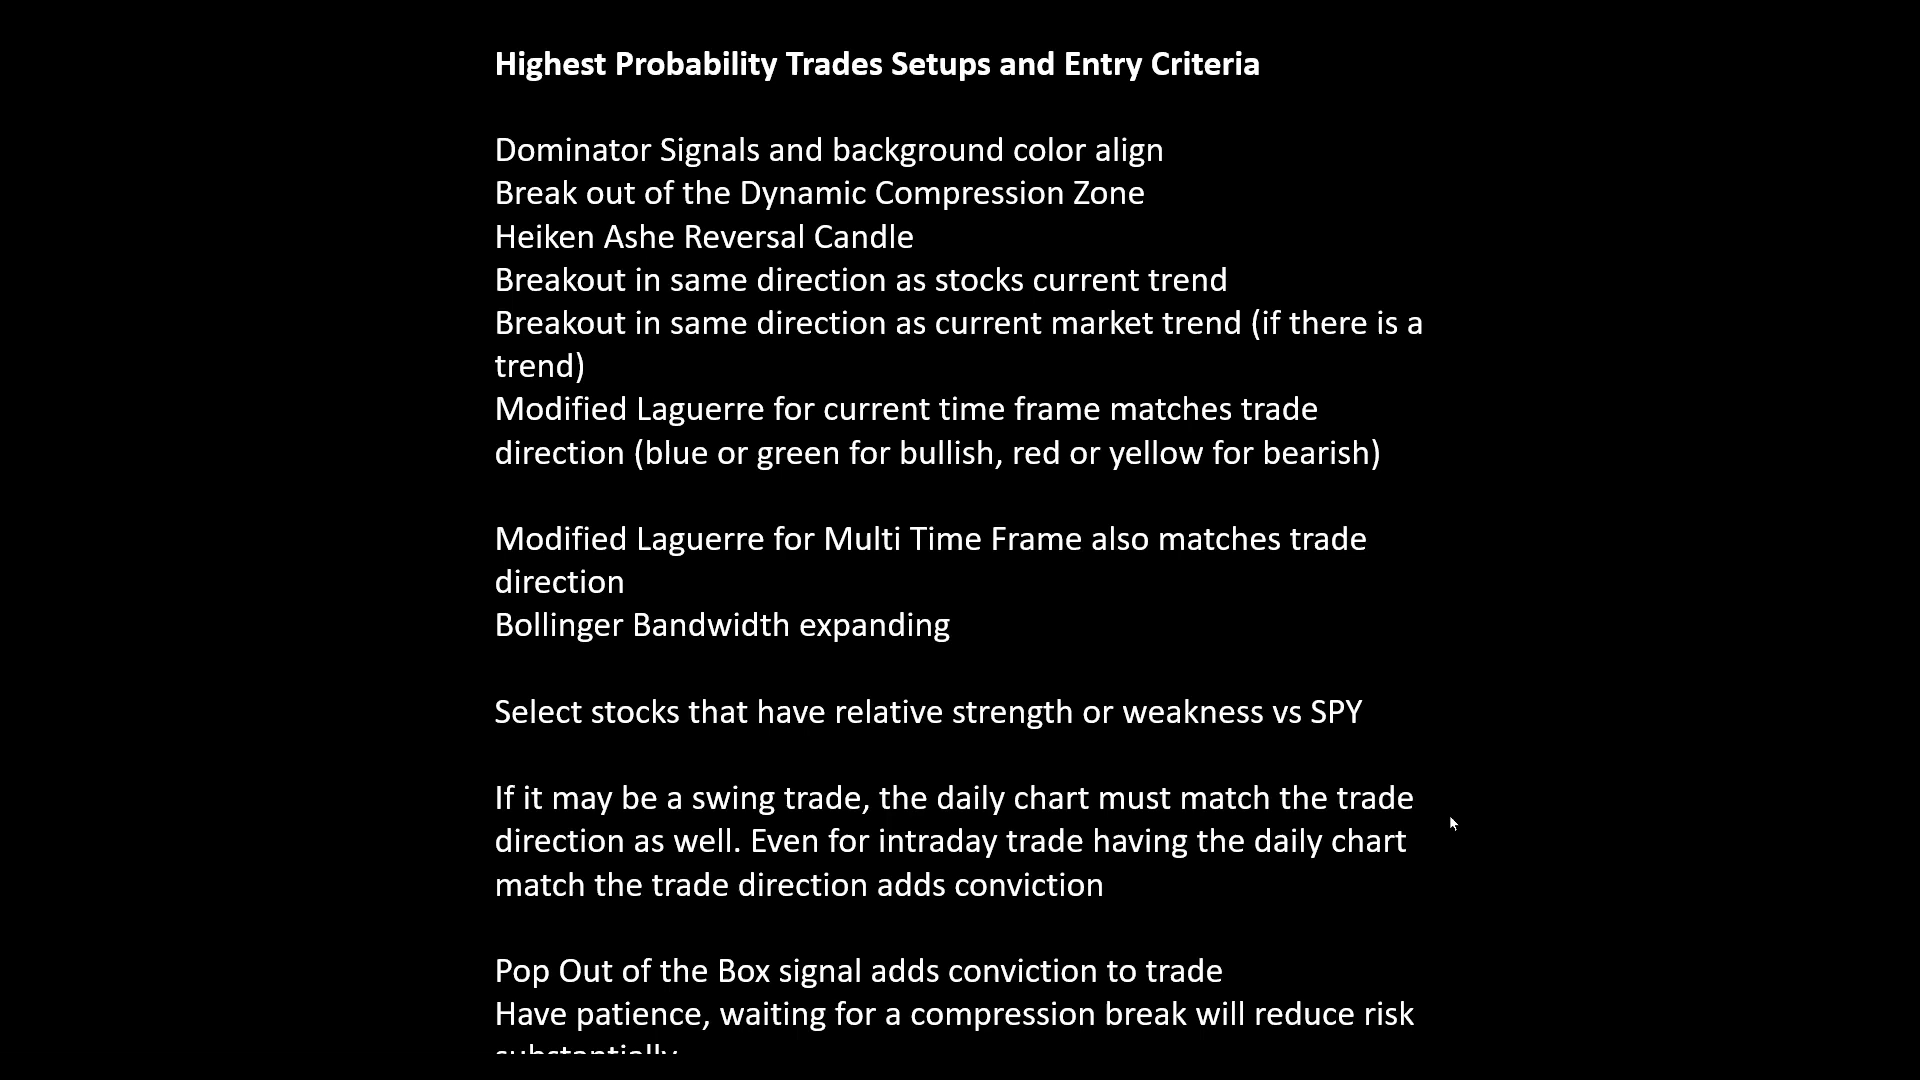 Highest Probability Trades Setups and Entry Criteria
Dominator Signals and background color align
Break out of the Dynamic Compression Zone
Heiken Ashe Reversal Candle
Breakout in same direction as stocks current trend
Breakout in same direction as current market trend (if there is a
trend)
Modified Laguerre for current time frame matches trade
direction (blue or green for bullish, red or yellow for bearish)
Modified Laguerre for Multi Time Frame also matches trade
direction
Bollinger Bandwidth expanding
Select stocks that have relative strength or weakness vs SPY
If it may be a swing trade, the daily chart must match the trade
direction as well. Even for intraday trade having the daily chart
match the trade direction adds conviction
Pop Out of the Box signal adds conviction to trade
Have patience, waiting for a compression break will reduce risk
substantially